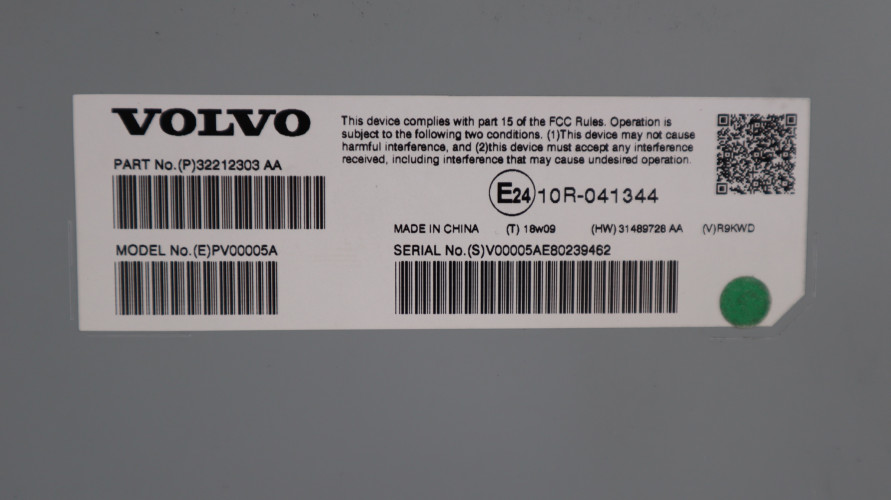 VOLVO
This device complies with part 15 of the FCC Rules. Operation is
subject to the following two conditions. (1)This device may not cause
harmful interference, and (2)this device must accept any interference
received, including interference that may cause undesired operation.
PART No.(P)32212303 AA
E24 10R-041344
MADE IN CHINA (T) 18w09 (HW) 31489728 AA (V)R9KWD
MODEL No.(E)PV00005A
SERIAL No.(S)V00005AE80239462